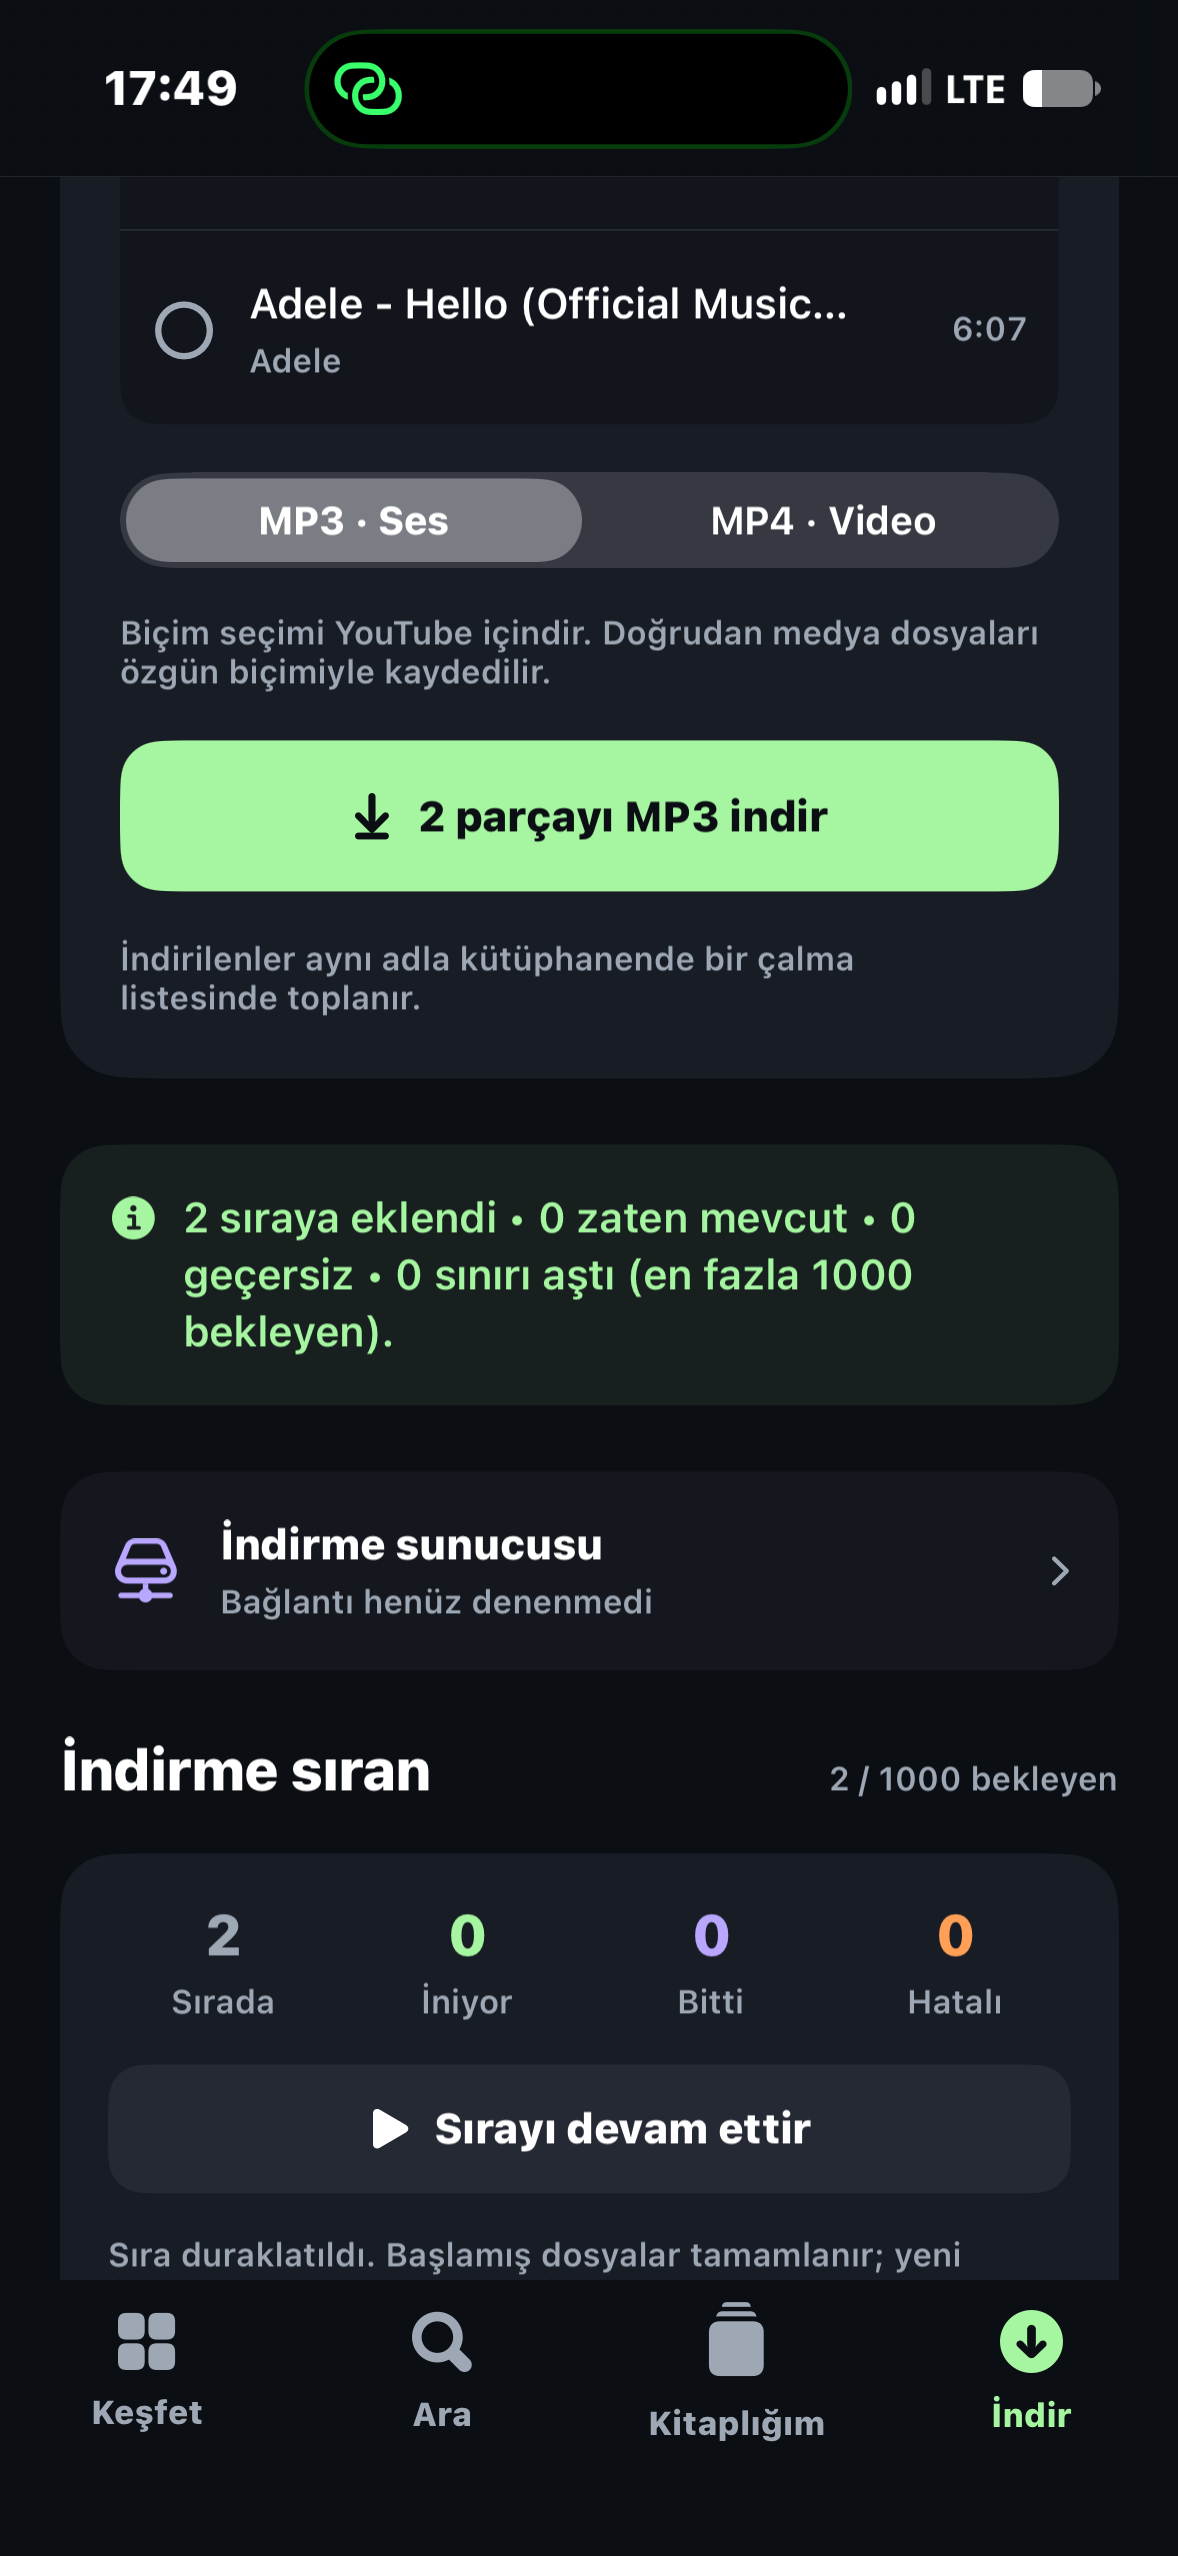 17:49
LTE
Adele - Hello (Official Music...
Adele
6:07
MP3 · Ses
MP4 · Video
Biçim seçimi YouTube içindir. Doğrudan medya dosyaları
özgün biçimiyle kaydedilir.
2 parçayı MP3 indir
İndirilenler aynı adla kütüphanende bir çalma
listesinde toplanır.
2 sıraya eklendi • 0 zaten mevcut • 0
geçersiz • 0 sınırı aştı (en fazla 1000
bekleyen).
İndirme sunucusu
Bağlantı henüz denenmedi
İndirme sıran
2 / 1000 bekleyen
2
0
0
0
Sırada
İniyor
Bitti
Hatalı
Sırayı devam ettir
Sıra duraklatıldı. Başlamış dosyalar tamamlanır; yeni
Keşfet
Ara
Kitaplığım
İndir